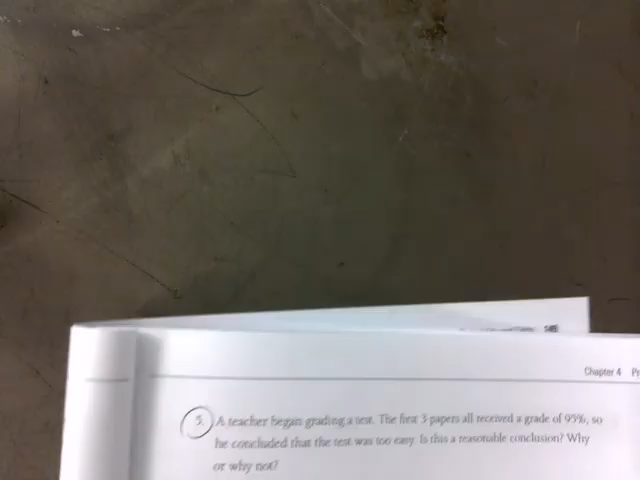 Chapter 4
5. A teacher began grading a test. The first 3 papers all received a grade of 95%, so
he concluded that the test was too easy. Is this a reasonable conclusion? Why
or why not?